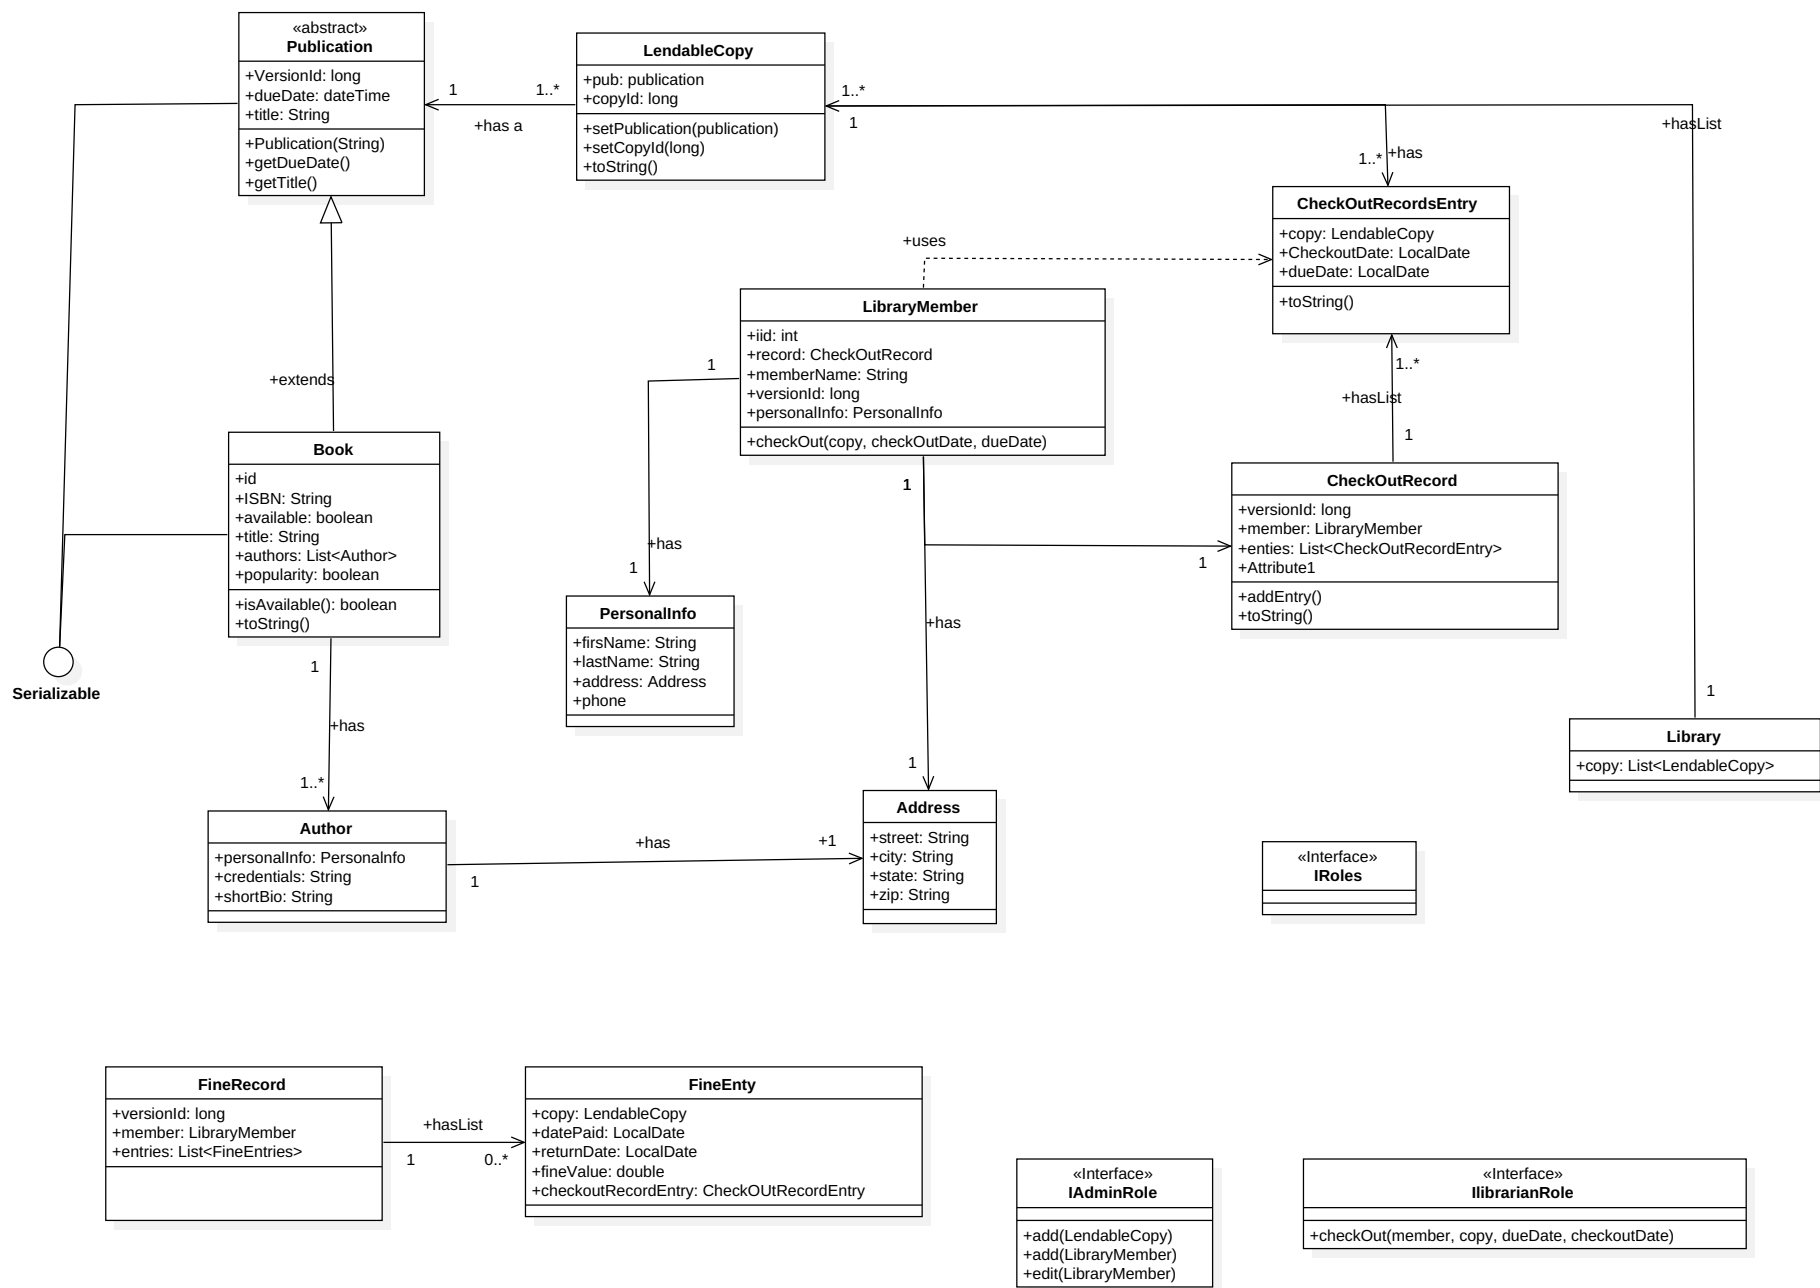 «abstract»
Publication
+VersionId: long
+dueDate: dateTime
+title: String
+Publication(String)
+getDueDate()
+getTitle()
1
1..*
+has a
LendableCopy
+pub: publication
+copyId: long
+setPublication(publication)
+setCopyId(long)
+toString()
1..*
1
+hasList
1..*
+has
CheckOutRecordsEntry
+copy: LendableCopy
+CheckoutDate: LocalDate
+dueDate: LocalDate
+toString()
+uses
LibraryMember
+iid: int
+record: CheckOutRecord
+memberName: String
+versionId: long
+personalInfo: PersonalInfo
+checkOut(copy, checkOutDate, dueDate)
1
1..*
+hasList
1
+extends
Book
+id
+ISBN: String
+available: boolean
+title: String
+authors: List<Author>
+popularity: boolean
+isAvailable(): boolean
+toString()
1
CheckOutRecord
+versionId: long
+member: LibraryMember
+enties: List<CheckOutRecordEntry>
+Attribute1
+addEntry()
+toString()
+has
1
1
PersonalInfo
+firsName: String
+lastName: String
+address: Address
+phone
+has
Serializable
1
+has
1..*
1
1
Library
+copy: List<LendableCopy>
Author
+personalInfo: PersonalnInfo
+credentials: String
+shortBio: String
+has
+1
1
Address
+street: String
+city: String
+state: String
+zip: String
«Interface»
IRoles
FineRecord
+versionId: long
+member: LibraryMember
+entries: List<FineEntries>
+hasList
1
0..*
FineEnty
+copy: LendableCopy
+datePaid: LocalDate
+returnDate: LocalDate
+fineValue: double
+checkoutRecordEntry: CheckOUtRecordEntry
«Interface»
IAdminRole
+add(LendableCopy)
+add(LibraryMember)
+edit(LibraryMember)
«Interface»
IlibrarianRole
+checkOut(member, copy, dueDate, checkoutDate)